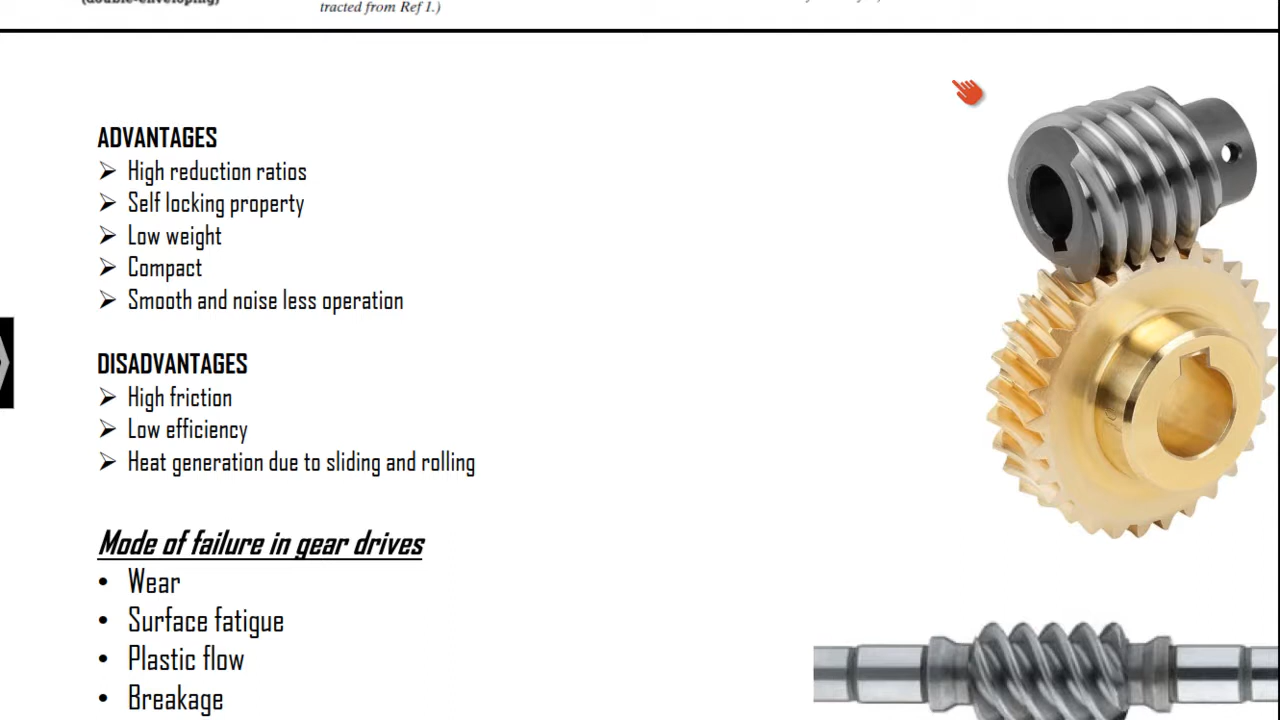 (double-enveloping)
tracted from Ref 1.)
ADVANTAGES
➢ High reduction ratios
➢ Self locking property
➢ Low weight
➢ Compact
➢ Smooth and noise less operation
DISADVANTAGES
➢ High friction
➢ Low efficiency
➢ Heat generation due to sliding and rolling
Mode of failure in gear drives
• Wear
• Surface fatigue
• Plastic flow
• Breakage